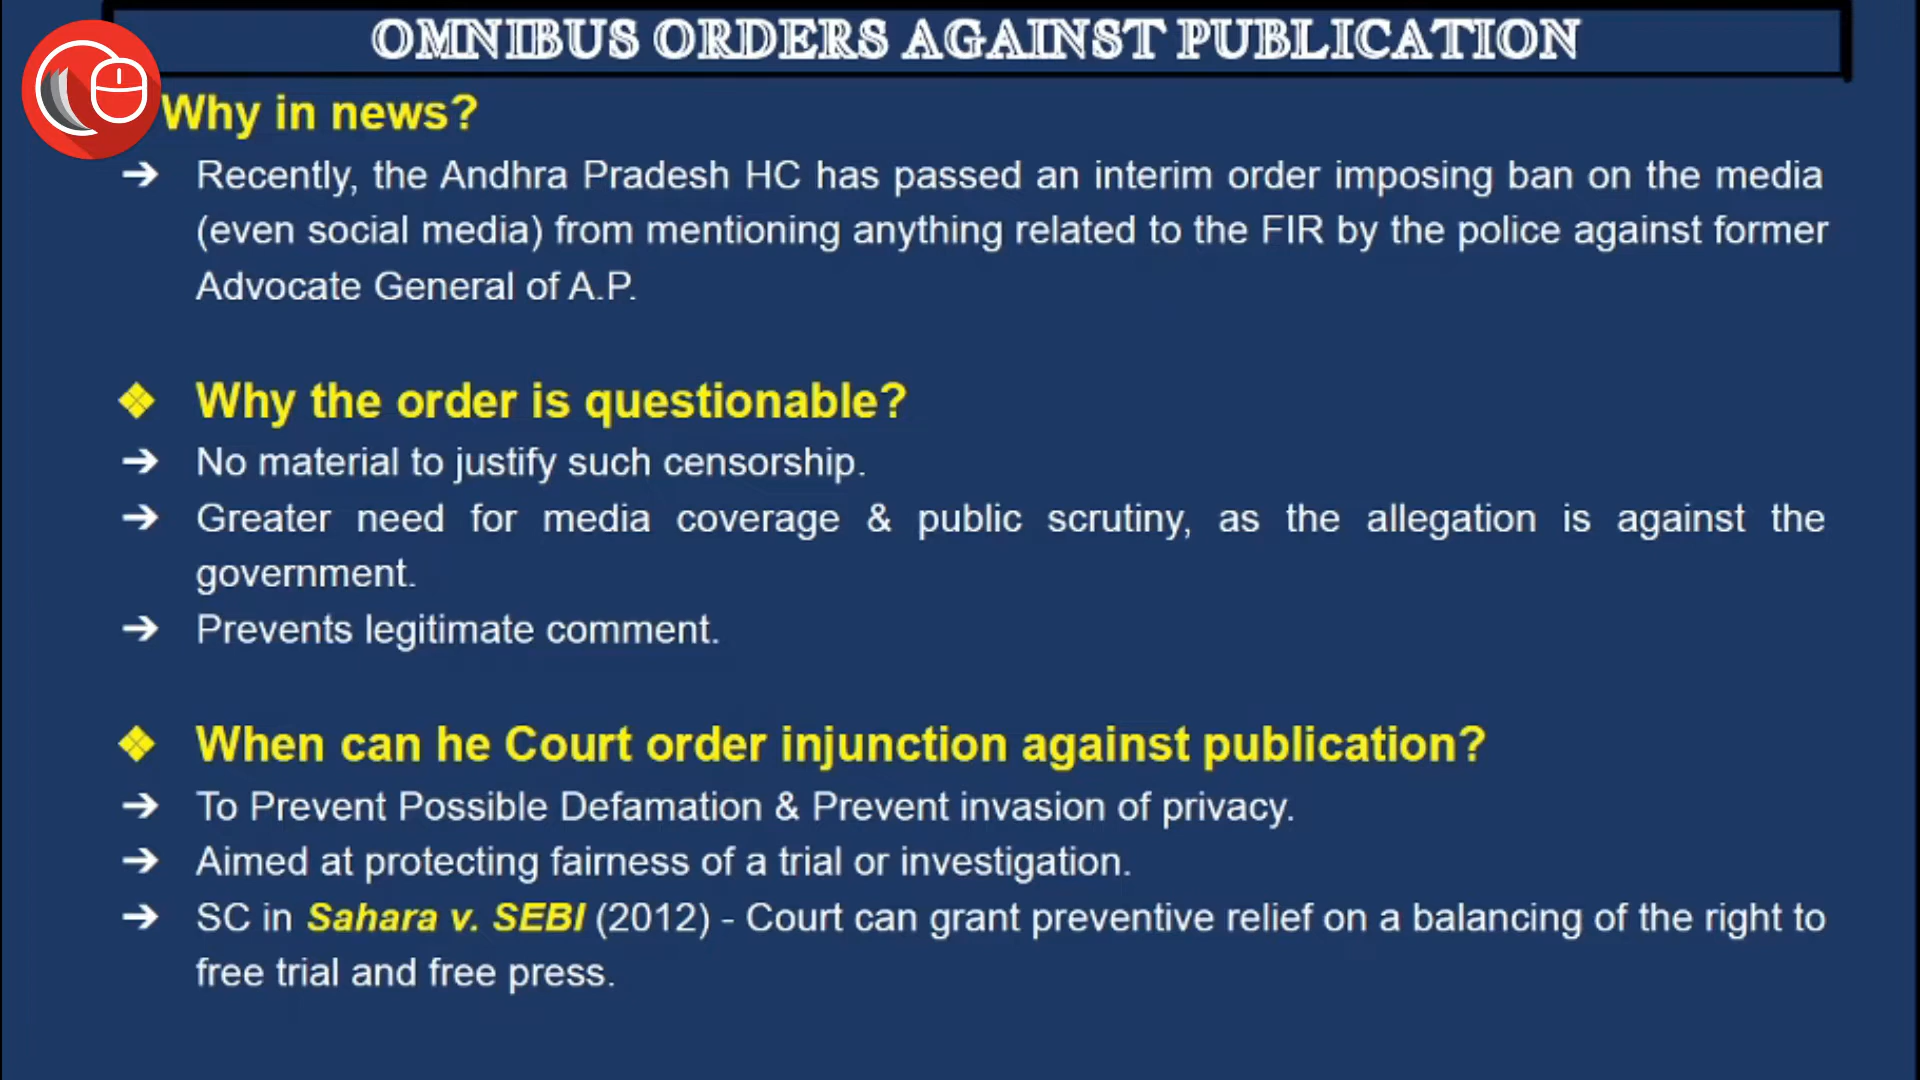 OMNIBUS ORDERS AGAINST PUBLICATION
Why in news?
➔ Recently, the Andhra Pradesh HC has passed an interim order imposing ban on the media
(even social media) from mentioning anything related to the FIR by the police against former
Advocate General of A.P.
❖ Why the order is questionable?
➔ No material to justify such censorship.
➔ Greater need for media coverage & public scrutiny, as the allegation is against the
government.
➔ Prevents legitimate comment.
❖ When can he Court order injunction against publication?
➔ To Prevent Possible Defamation & Prevent invasion of privacy.
➔ Aimed at protecting fairness of a trial or investigation.
➔ SC in Sahara v. SEBI (2012) - Court can grant preventive relief on a balancing of the right to
free trial and free press.